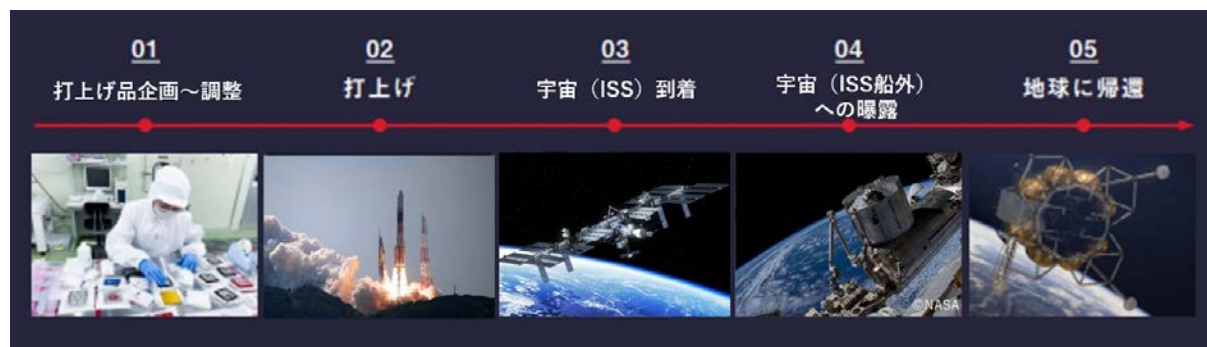 01
打上げ品企画～調整
02
打上げ
03
宇宙（ISS）到着
04
宇宙（ISS船外）
への曝露
05
地球に帰還
©NASA